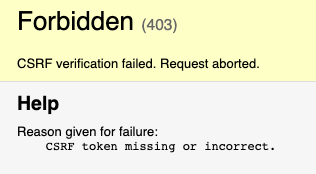 Forbidden (403)
CSRF verification failed. Request aborted.
Help
Reason given for failure:
CSRF token missing or incorrect.